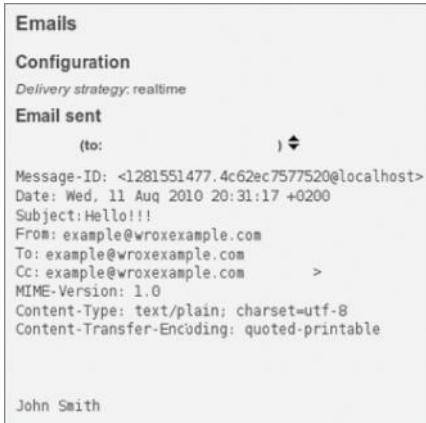 Emails
Configuration
Delivery strategy: realtime
Email sent
(to: )
Message-ID: <1281551477.4c62ec7577520@localhost>
Date: Wed, 11 Aug 2010 20:31:17 +0200
Subject:Hello!!!
From: example@wroxexample.com
To: example@wroxexample.com
Cc: example@wroxexample.com >
MIME-Version: 1.0
Content-Type: text/plain; charset=utf-8
Content-Transfer-Encoding: quoted-printable
John Smith